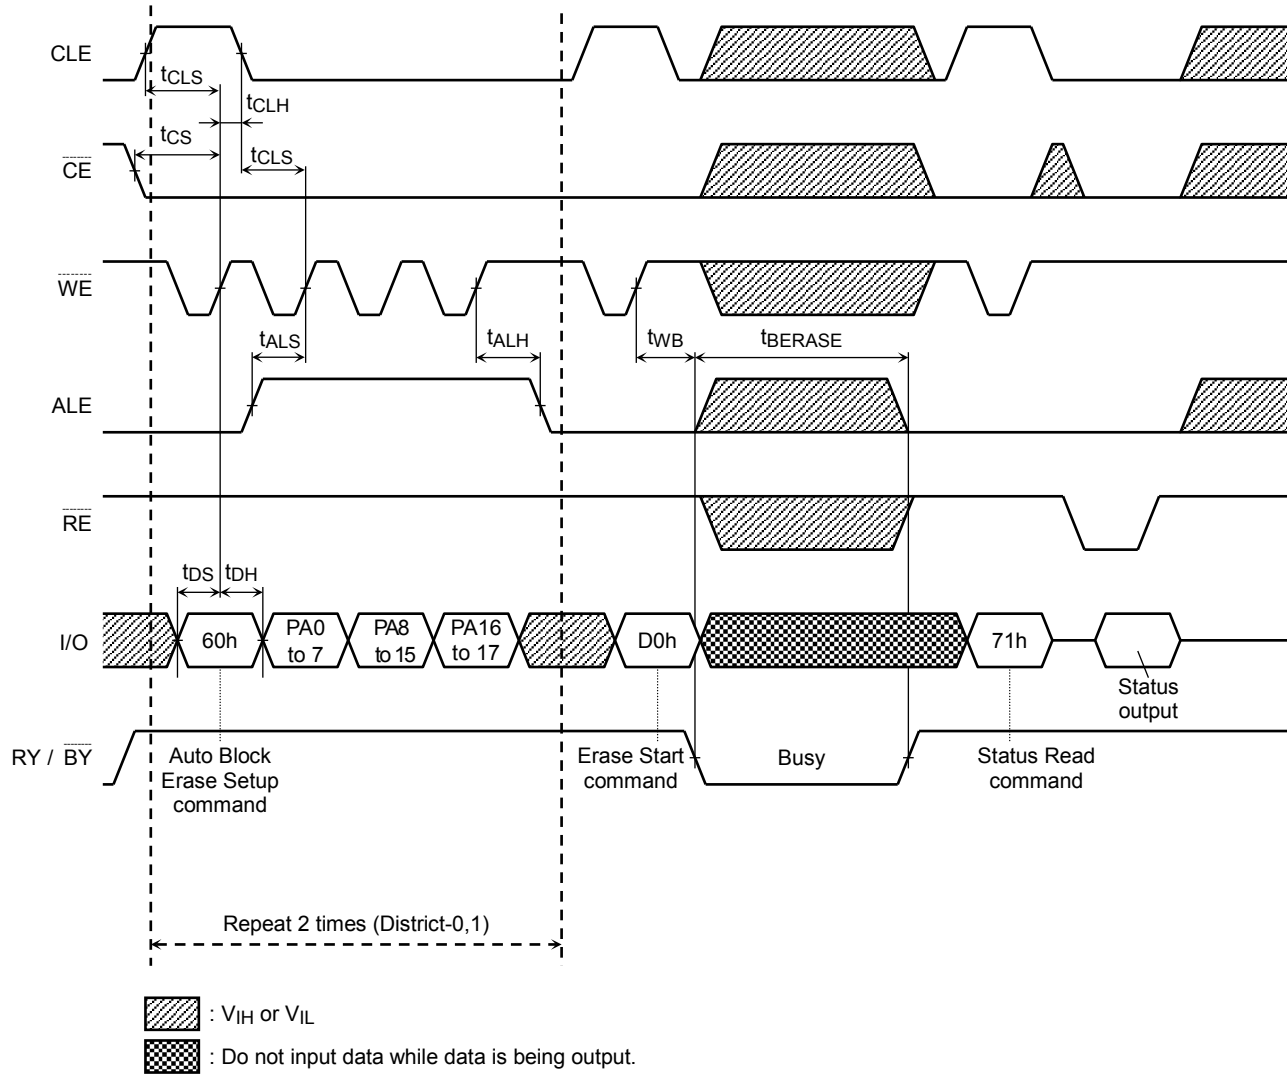 CLE
tCLS
tCLH
tCS
tCLS
CE
WE
tALS
tALH
tWB
tBERASE
ALE
RE
tDS
tDH
I/O
60h
PA0
to 7
PA8
to 15
PA16
to 17
D0h
71h
Status
output
RY / BY
Auto Block
Erase Setup
command
Erase Start
command
Busy
Status Read
command
Repeat 2 times (District-0,1)
: VIH or VIL
: Do not input data while data is being output.